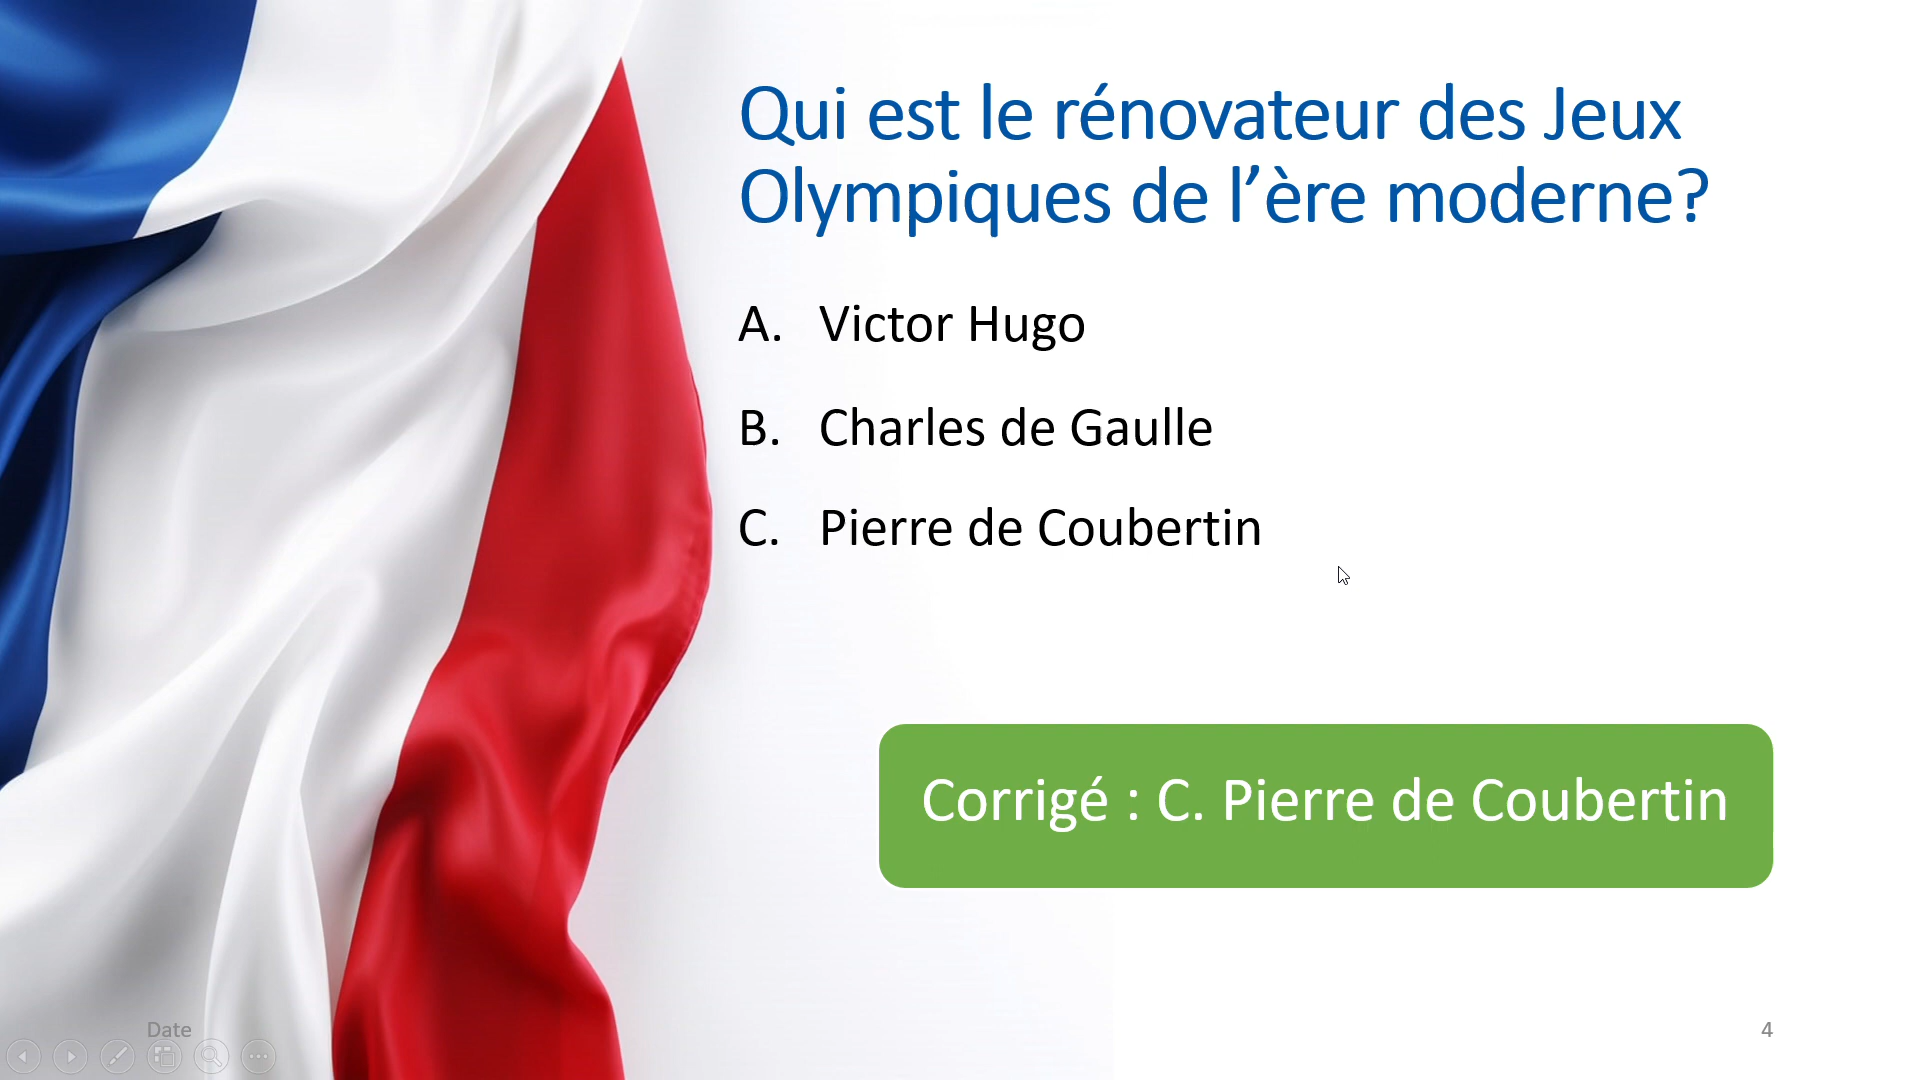 Qui est le rénovateur des Jeux
Olympiques de l’ère moderne?
A. Victor Hugo
B. Charles de Gaulle
C. Pierre de Coubertin
Corrigé : C. Pierre de Coubertin
Date
4